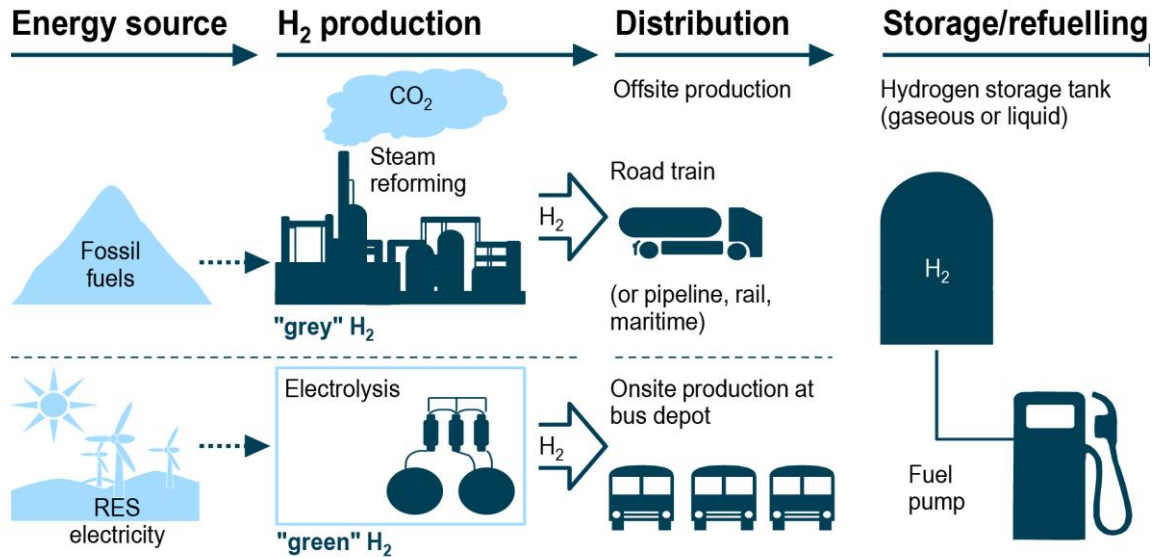 Energy source
H₂ production
Distribution
Storage/refuelling
CO₂
Steam
reforming
Fossil
fuels
"grey" H₂
H₂
Offsite production
Road train
(or pipeline, rail,
maritime)
Hydrogen storage tank
(gaseous or liquid)
H₂
RES
electricity
Electrolysis
"green" H₂
H₂
Onsite production at
bus depot
Fuel
pump